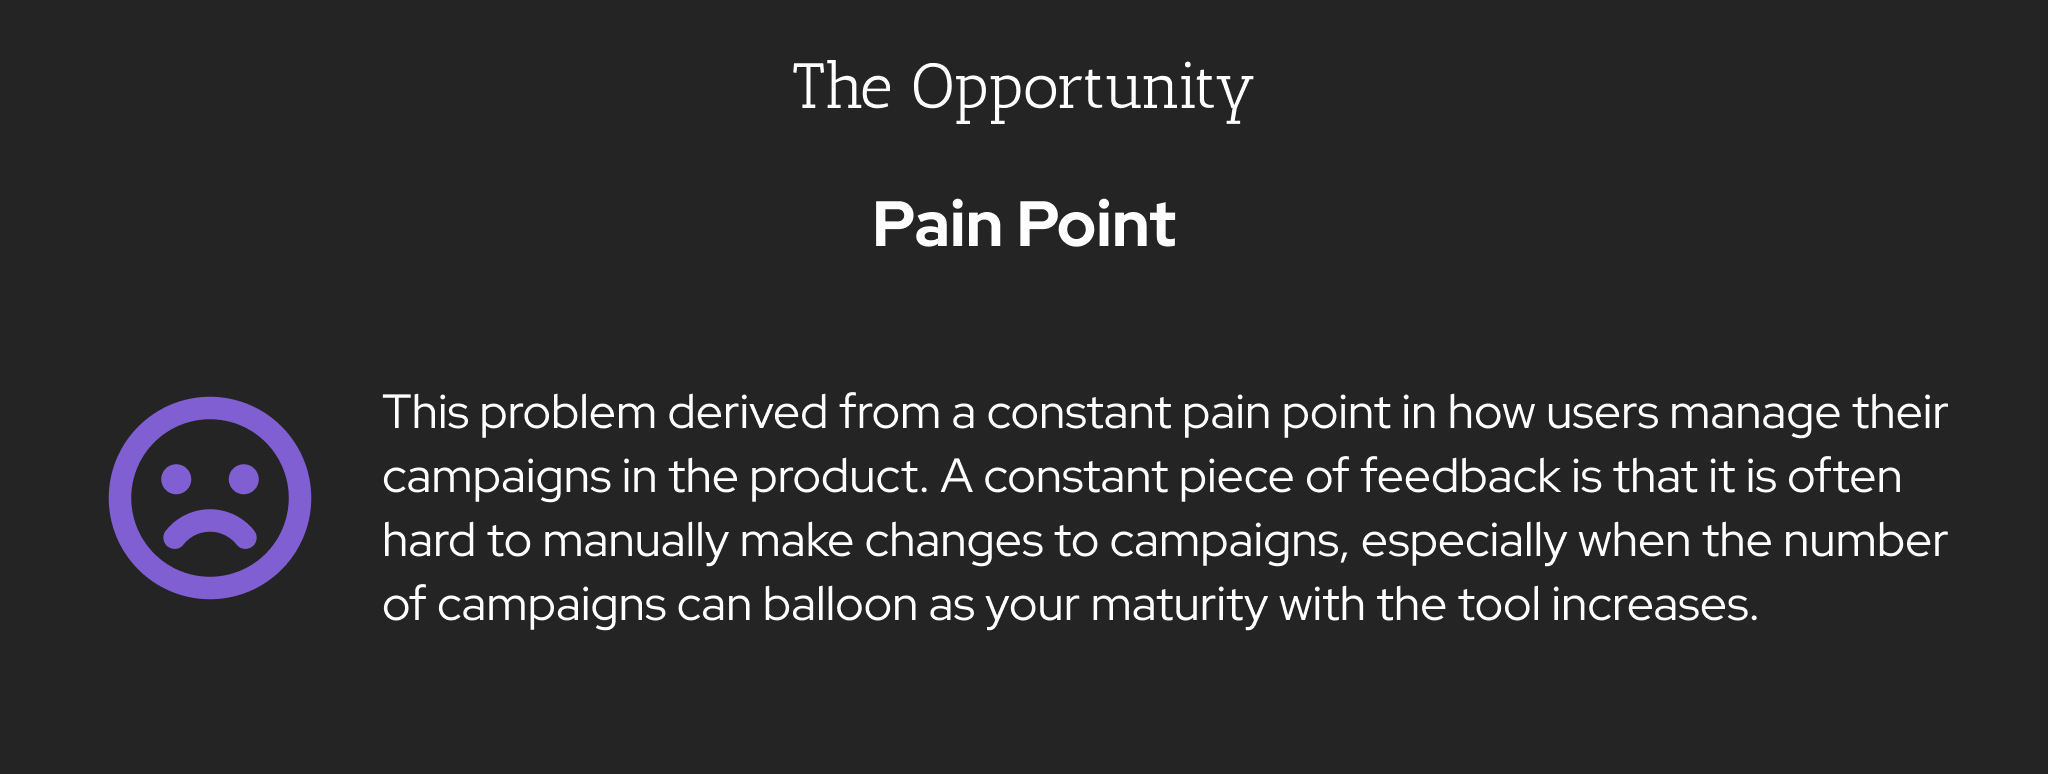 The Opportunity
Pain Point
This problem derived from a constant pain point in how users manage their
campaigns in the product. A constant piece of feedback is that it is often
hard to manually make changes to campaigns, especially when the number
of campaigns can balloon as your maturity with the tool increases.